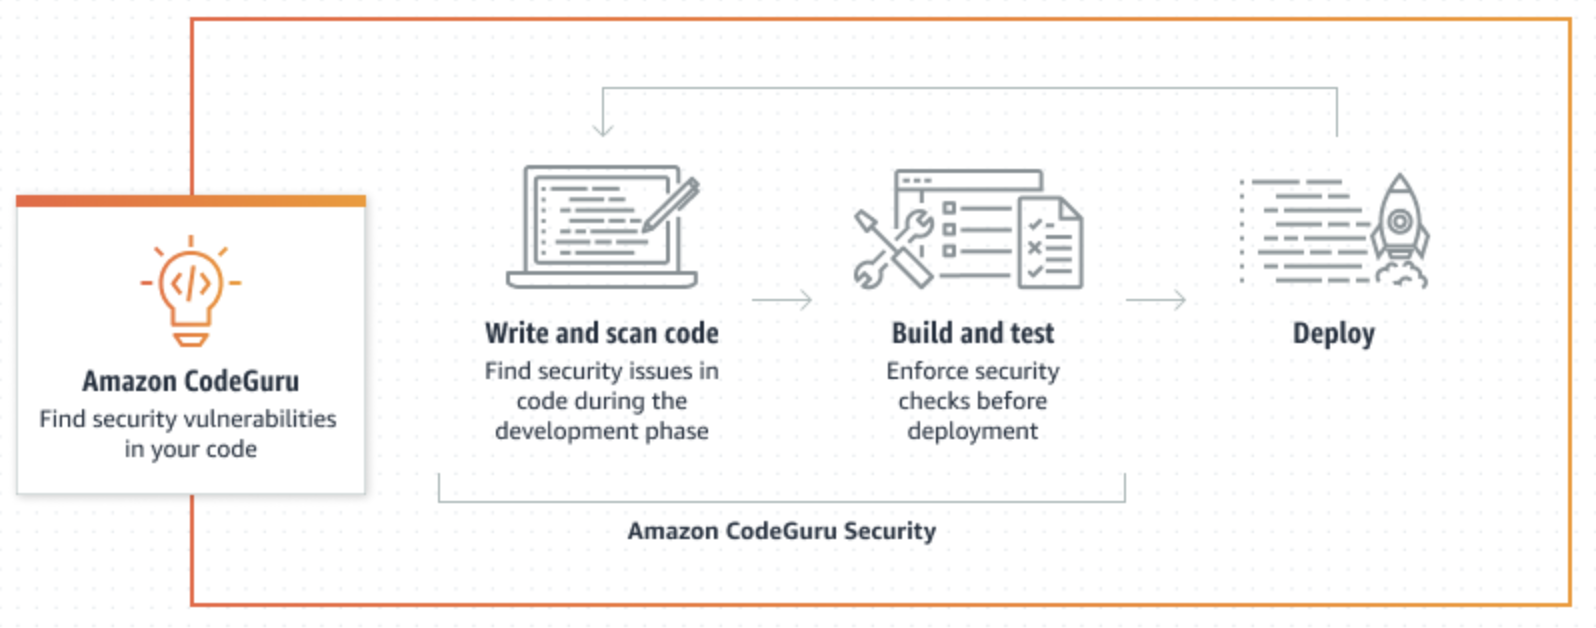 Amazon CodeGuru
Find security vulnerabilities
in your code
Write and scan code
Find security issues in
code during the
development phase
Build and test
Enforce security
checks before
deployment
Deploy
Amazon CodeGuru Security